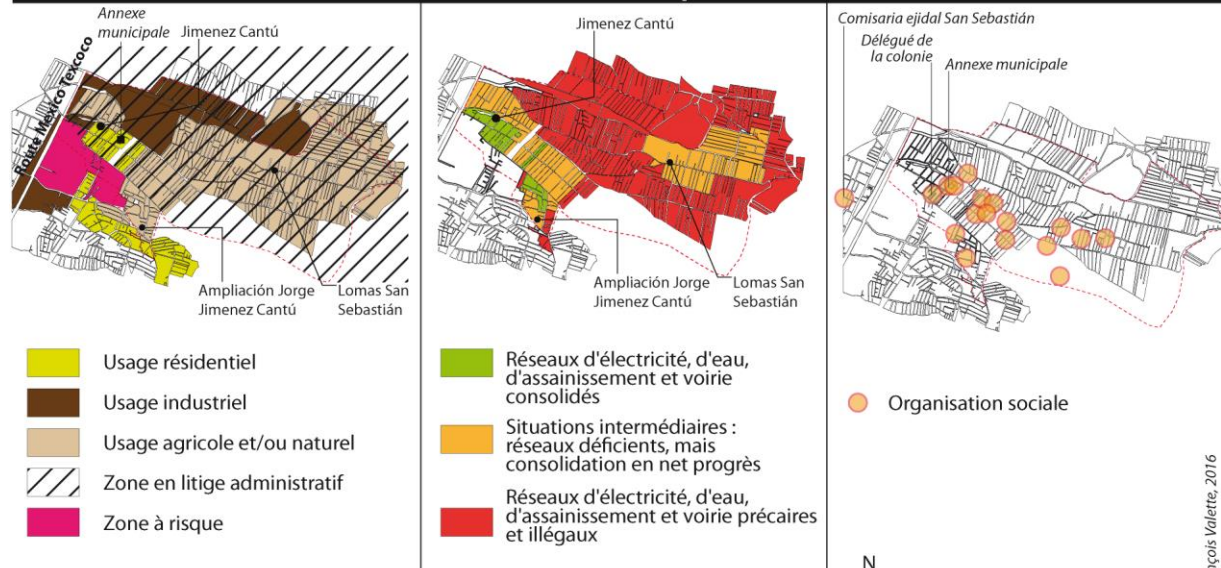 Annexe
municipale
Jimenez Cantú
Route Mexico Texcoco
Ampliación Jorge
Jimenez Cantú
Lomas San
Sebastián
Usage résidentiel
Usage industriel
Usage agricole et/ou naturel
Zone en litige administratif
Zone à risque
Jimenez Cantú
Ampliación Jorge
Jimenez Cantú
Lomas San
Sebastián
Réseaux d'électricité, d'eau,
d'assainissement et voirie
consolidés
Situations intermédiaires :
réseaux déficients, mais
consolidation en net progrès
Réseaux d'électricité, d'eau,
d'assainissement et voirie précaires
et illégaux
Comisaria ejidal San Sebastián
Délégué de
la colonie
Annexe municipale
Organisation sociale
N
Valette, 2016